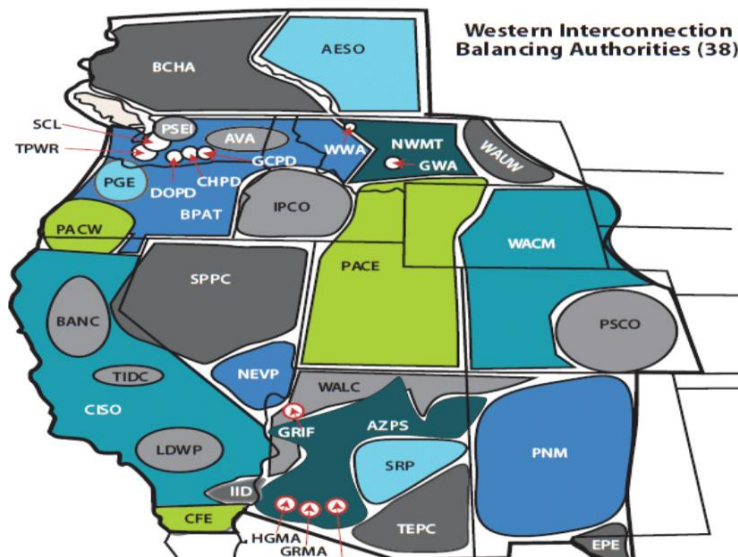 Western Interconnection
Balancing Authorities (38)
AESO
BCHA
SCL
PSEI
TPWR
AVA
WWA
NWMT
WAUW
GCPD
GWA
PGE
CHPD
DOPD
BPAT
IPCO
PACW
WACM
PACE
SPPC
BANC
PSCO
NEVP
TIDC
WALC
CISO
GRIF
AZPS
LDWP
SRP
PNM
IID
CFE
TEPC
HGMA
GRMA
EPE